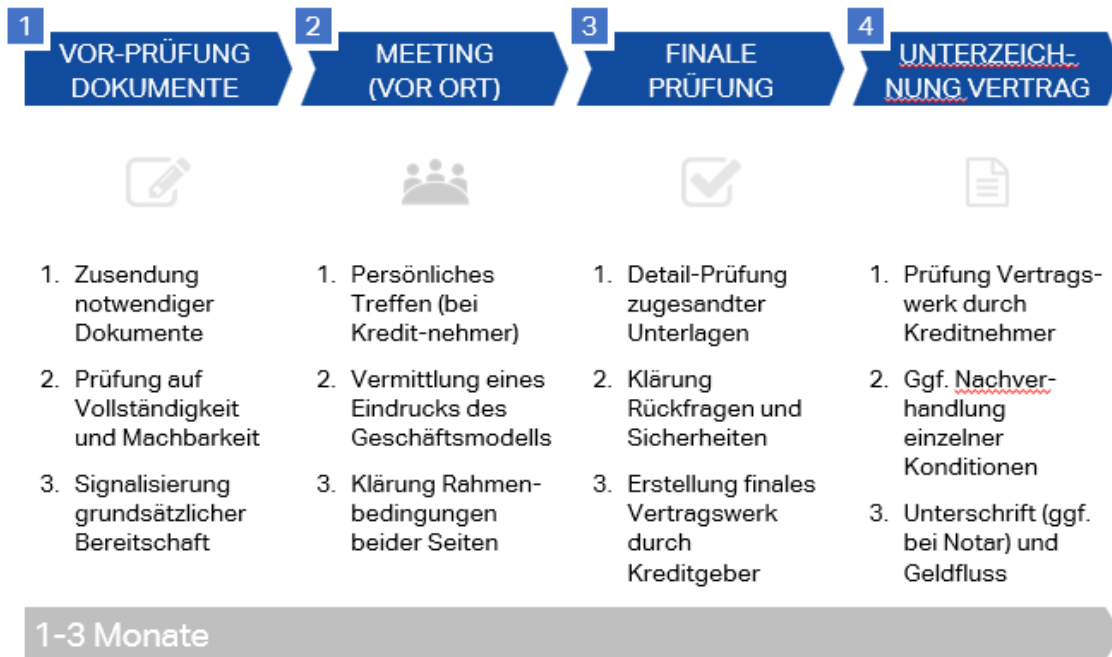 1
VOR-PRÜFUNG
DOKUMENTE
2
MEETING
(VOR ORT)
3
FINALE
PRÜFUNG
4
UNTERZEICH-
NUNG VERTRAG
1. Zusendung
notwendiger
Dokumente
2. Prüfung auf
Vollständigkeit
und Machbarkeit
3. Signalisierung
grundsätzlicher
Bereitschaft
1. Persönliches
Treffen (bei
Kredit-nehmer)
2. Vermittlung eines
Eindrucks des
Geschäftsmodells
3. Klärung Rahmen-
bedingungen
beider Seiten
1. Detail-Prüfung
zugesandter
Unterlagen
2. Klärung
Rückfragen und
Sicherheiten
3. Erstellung finales
Vertragswerk
durch
Kreditgeber
1. Prüfung Vertrags-
werk durch
Kreditnehmer
2. Ggf. Nachver-
handlung
einzelner
Konditionen
3. Unterschrift (ggf.
bei Notar) und
Geldfluss
1-3 Monate